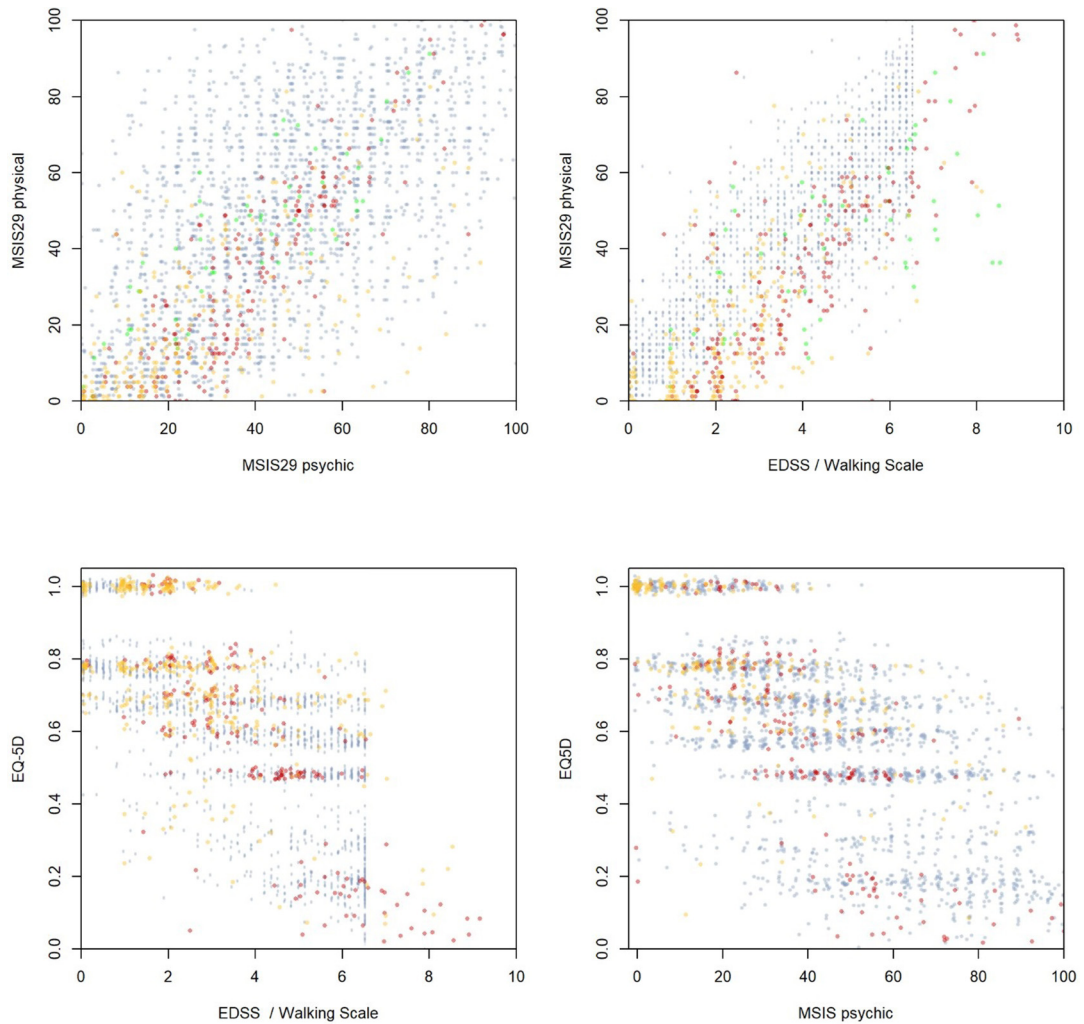 100
80
60
40
20
0
MSIS29 physical
0 20 40 60 80 100
MSIS29 psychic
100
80
60
40
20
0
MSIS29 physical
0 2 4 6 8 10
EDSS / Walking Scale
1.0
0.8
0.6
0.4
0.2
0.0
EQ-5D
0 2 4 6 8 10
EDSS / Walking Scale
1.0
0.8
0.6
0.4
0.2
0.0
EQ5D
0 20 40 60 80 100
MSIS psychic